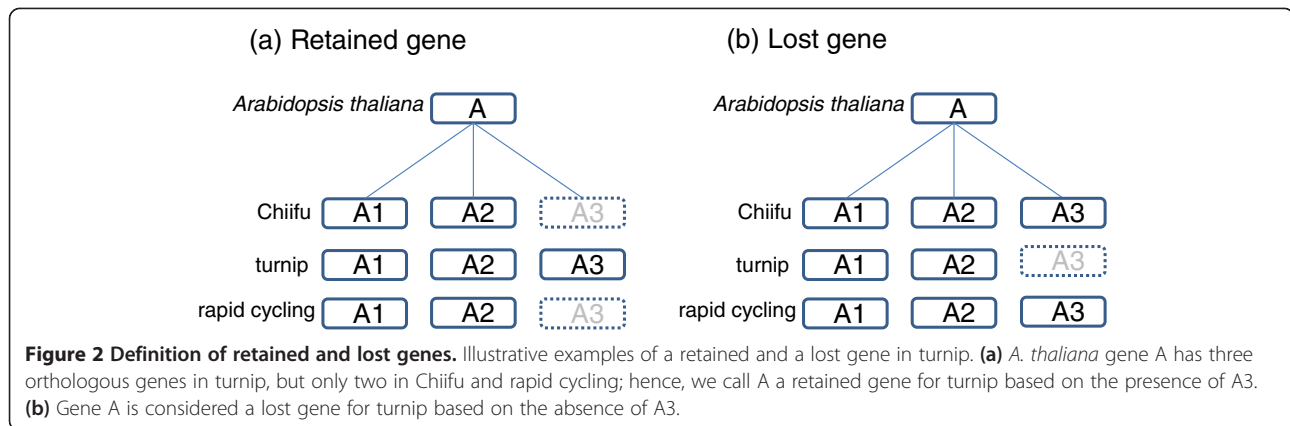 (a) Retained gene
(b) Lost gene
Arabidopsis thaliana A
Chiifu A1 A2 A3
turnip A1 A2 A3
rapid cycling A1 A2 A3
Arabidopsis thaliana A
Chiifu A1 A2 A3
turnip A1 A2 A3
rapid cycling A1 A2 A3
Figure 2 Definition of retained and lost genes. Illustrative examples of a retained and a lost gene in turnip. (a) A. thaliana gene A has three
orthologous genes in turnip, but only two in Chiifu and rapid cycling; hence, we call A a retained gene for turnip based on the presence of A3.
(b) Gene A is considered a lost gene for turnip based on the absence of A3.